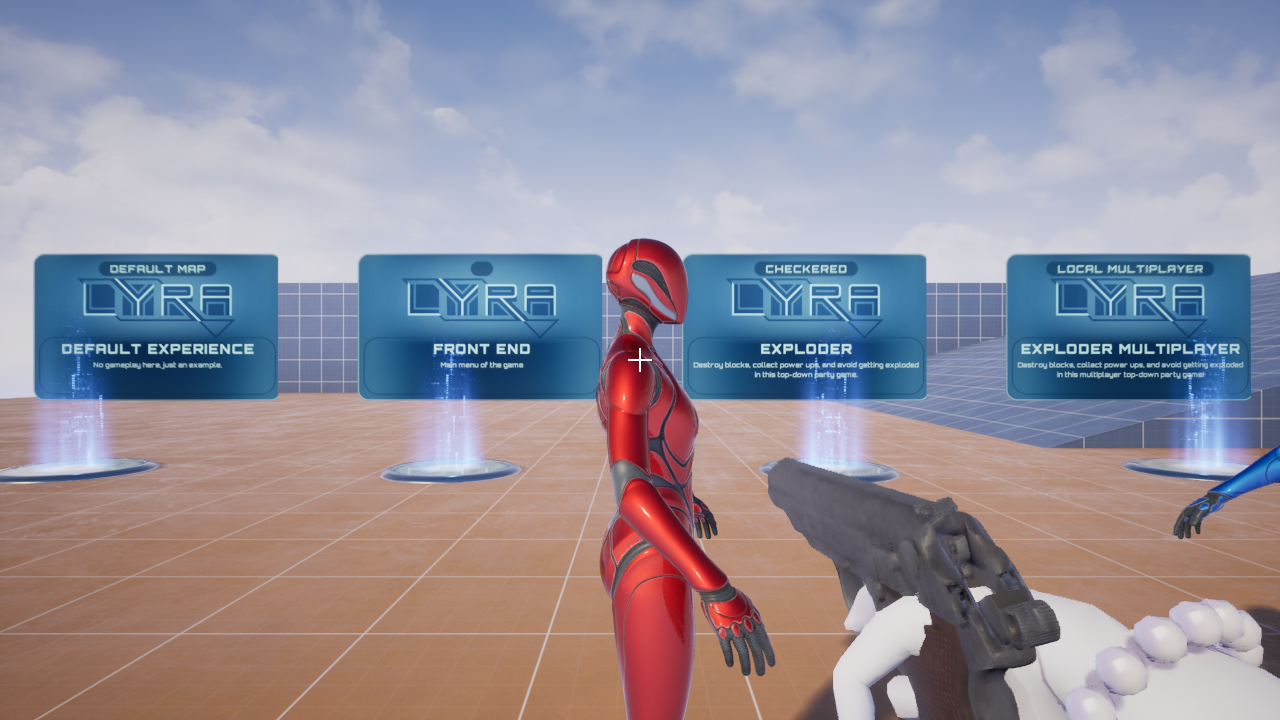 DEFAULT MAP
LYRA
DEFAULT EXPERIENCE
No gameplay here, just an example.
LYRA
FRONT END
Main menu of the game
CHECKERED
LYRA
EXPLODER
Destroy blocks, collect power ups, and avoid getting exploded
in this top-down party game.
LOCAL MULTIPLAYER
LYRA
EXPLODER MULTIPLAYER
Destroy blocks, collect power ups, and avoid getting exploded
in this multiplayer top-down party game!